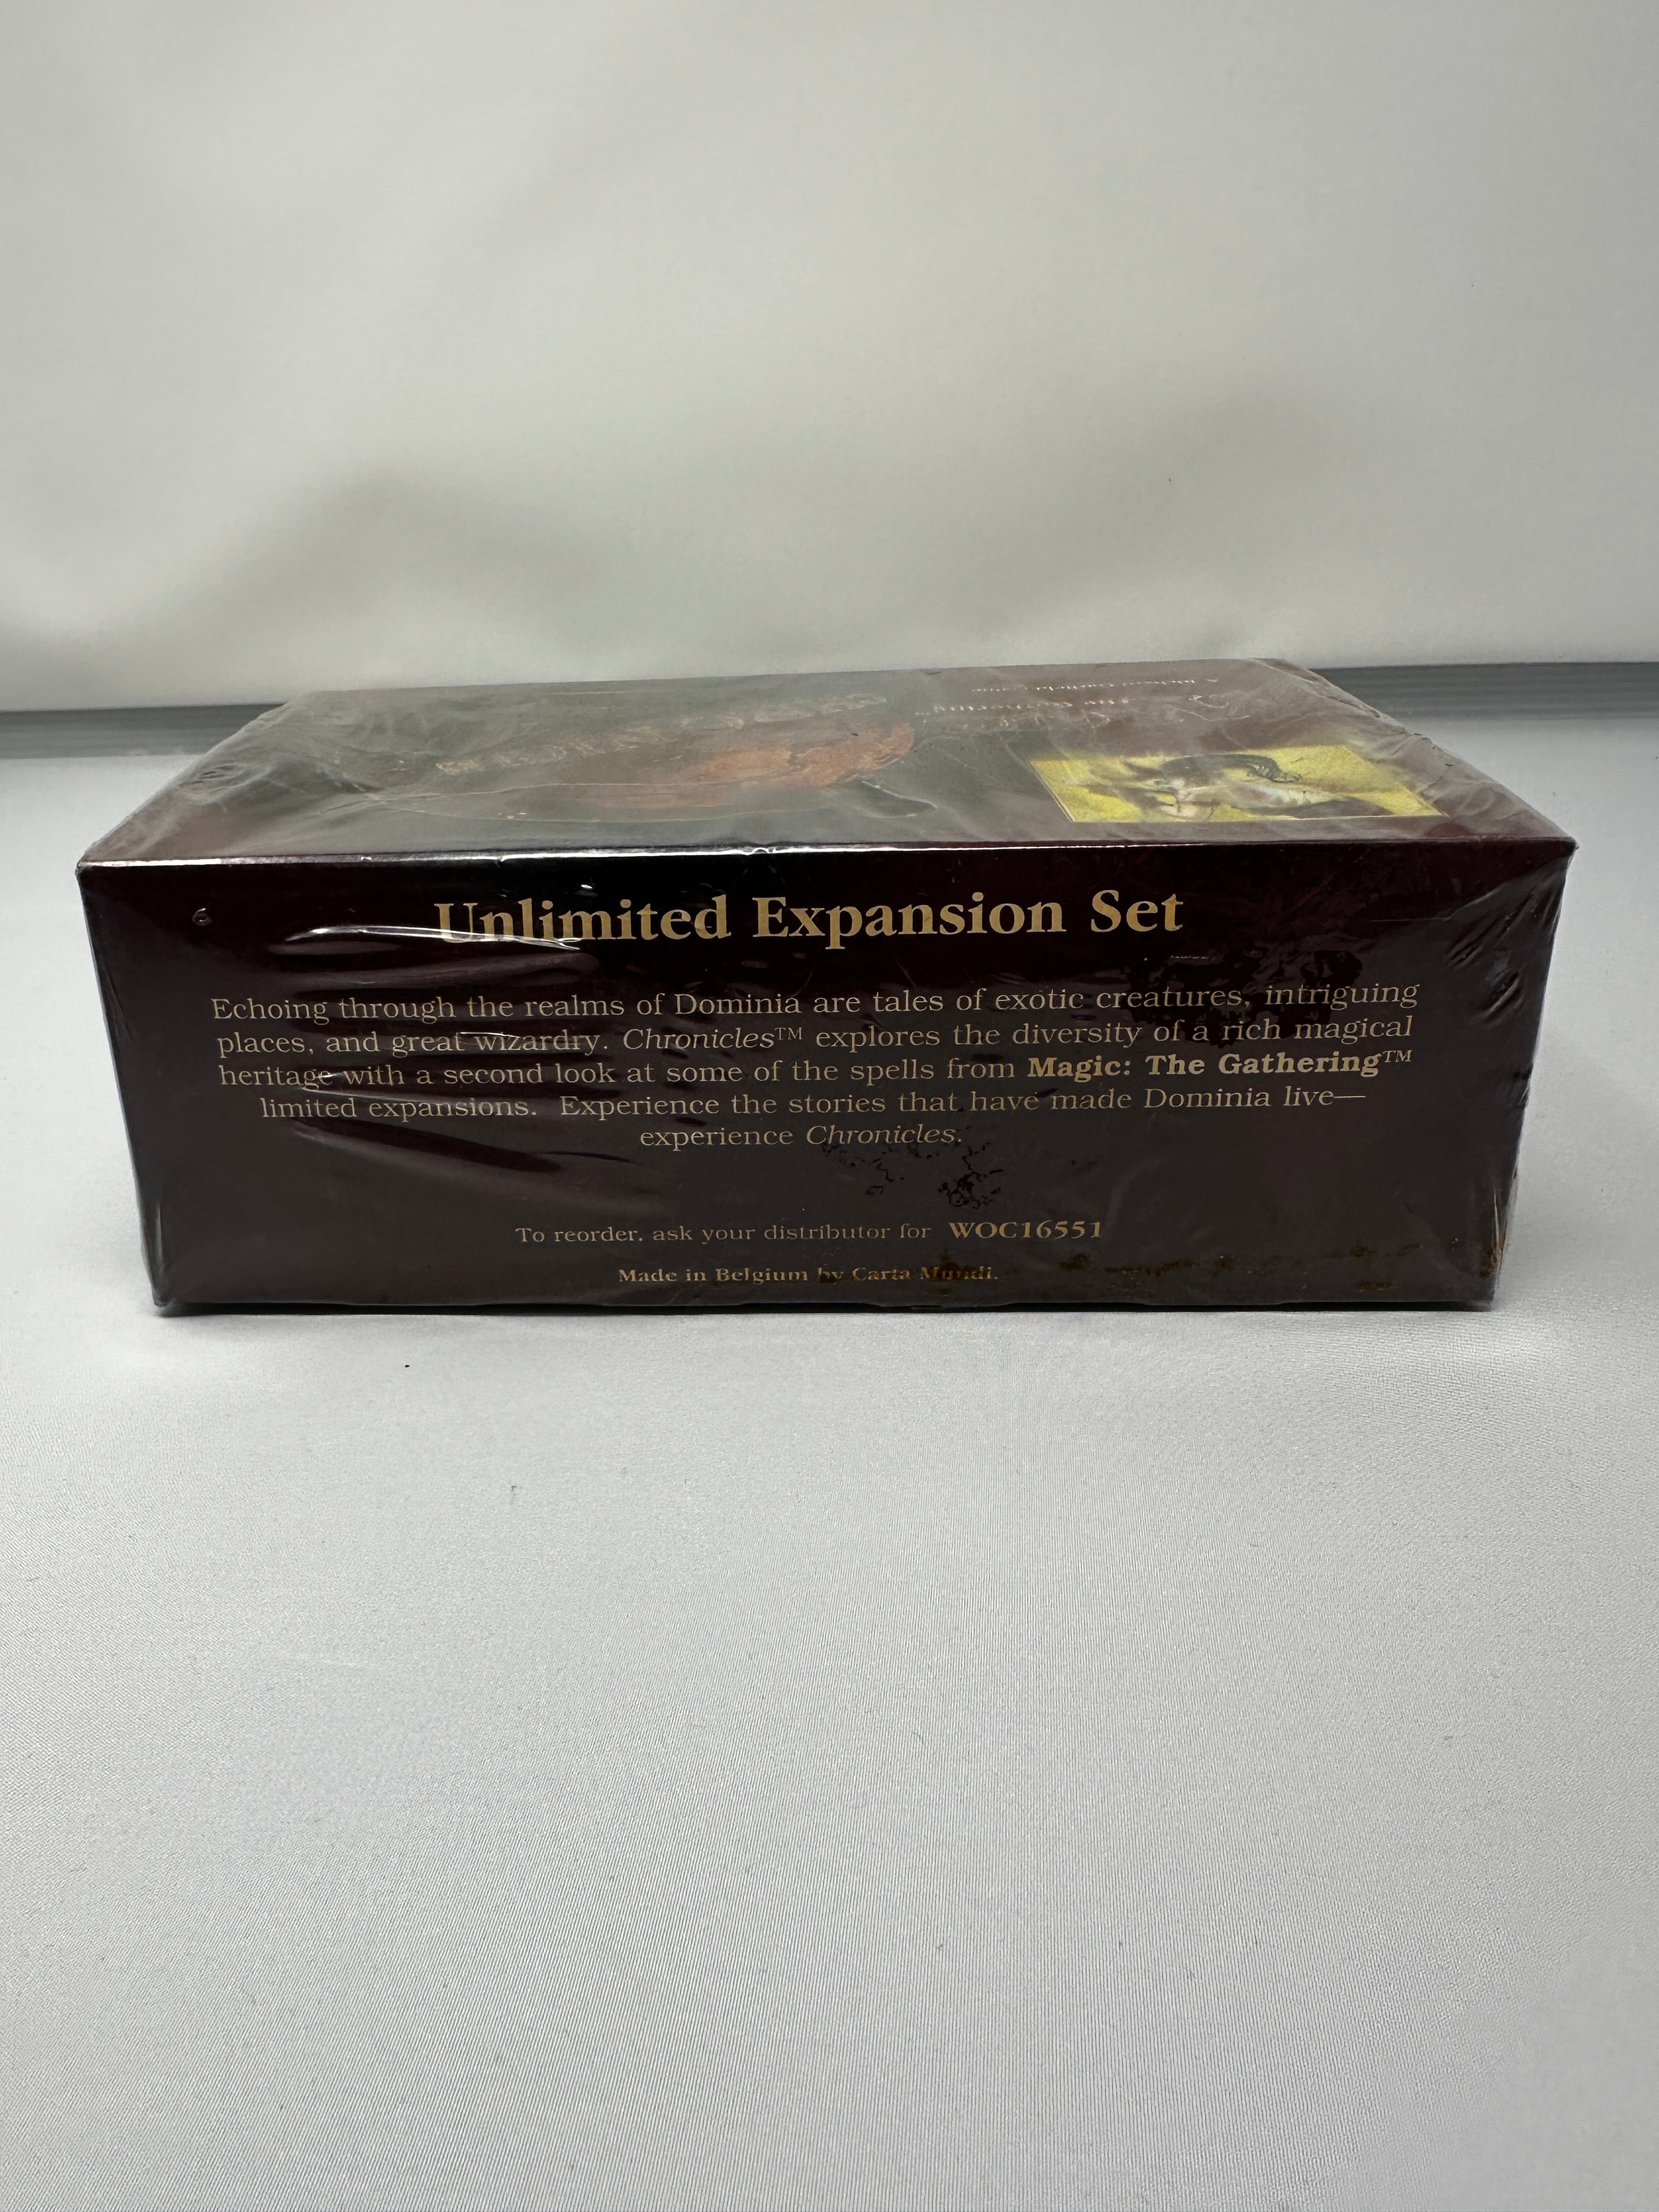 The Gathering™
Unlimited Expansion Set
Echoing through the realms of Dominia are tales of exotic creatures, intriguing
places, and great wizardry. Chronicles™ explores the diversity of a rich magical
heritage with a second look at some of the spells from Magic: The Gathering™
limited expansions. Experience the stories that have made Dominia live—
experience Chronicles.
To reorder, ask your distributor for WOC16551
Made in Belgium by Carta Mundi.